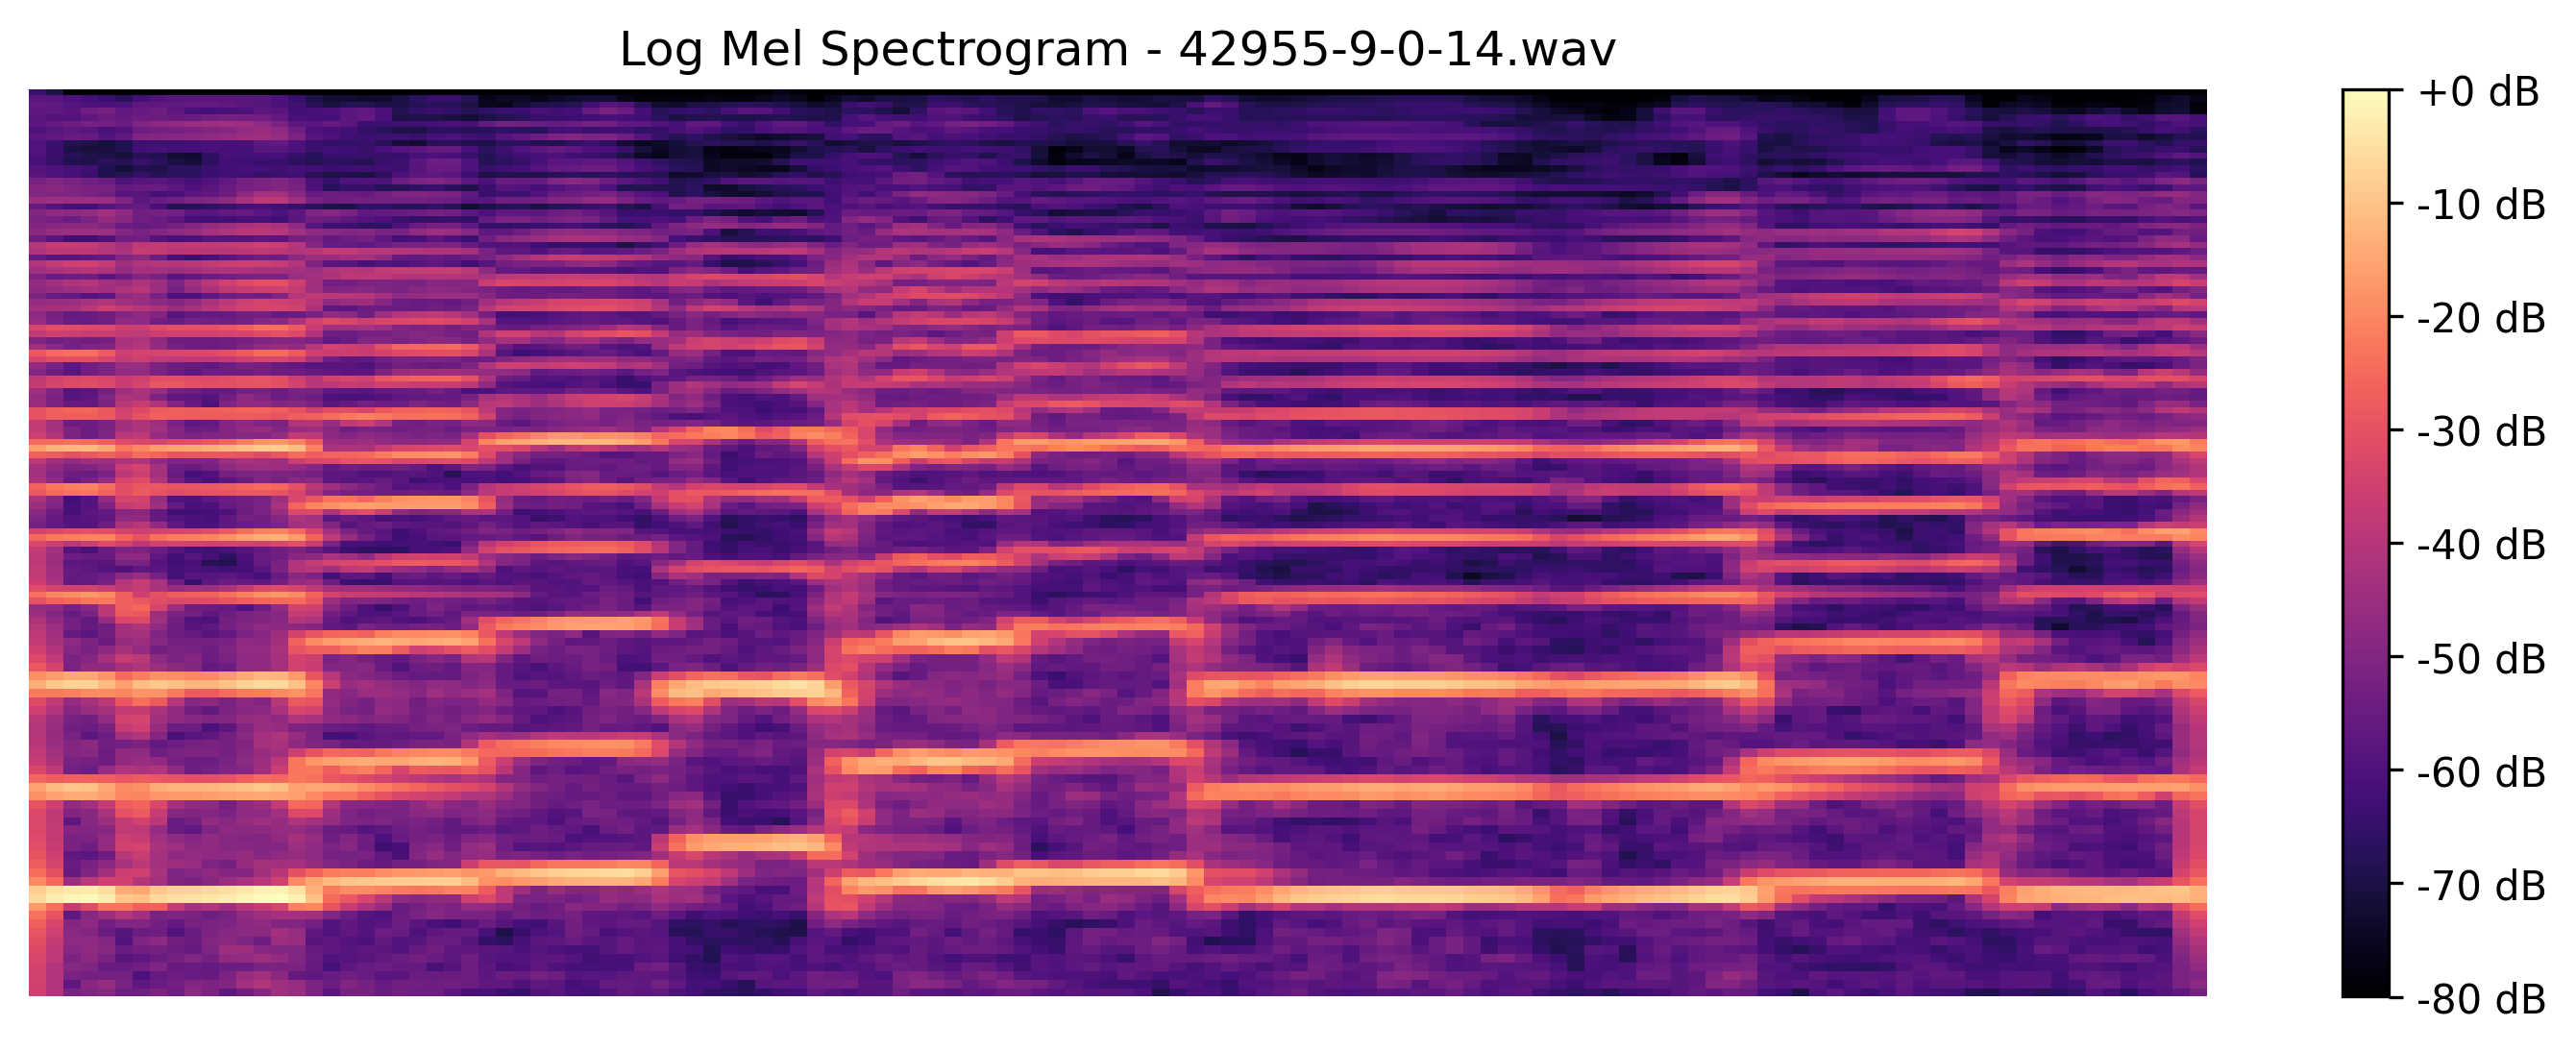 Log Mel Spectrogram - 42955-9-0-14.wav
+0 dB
-10 dB
-20 dB
-30 dB
-40 dB
-50 dB
-60 dB
-70 dB
-80 dB